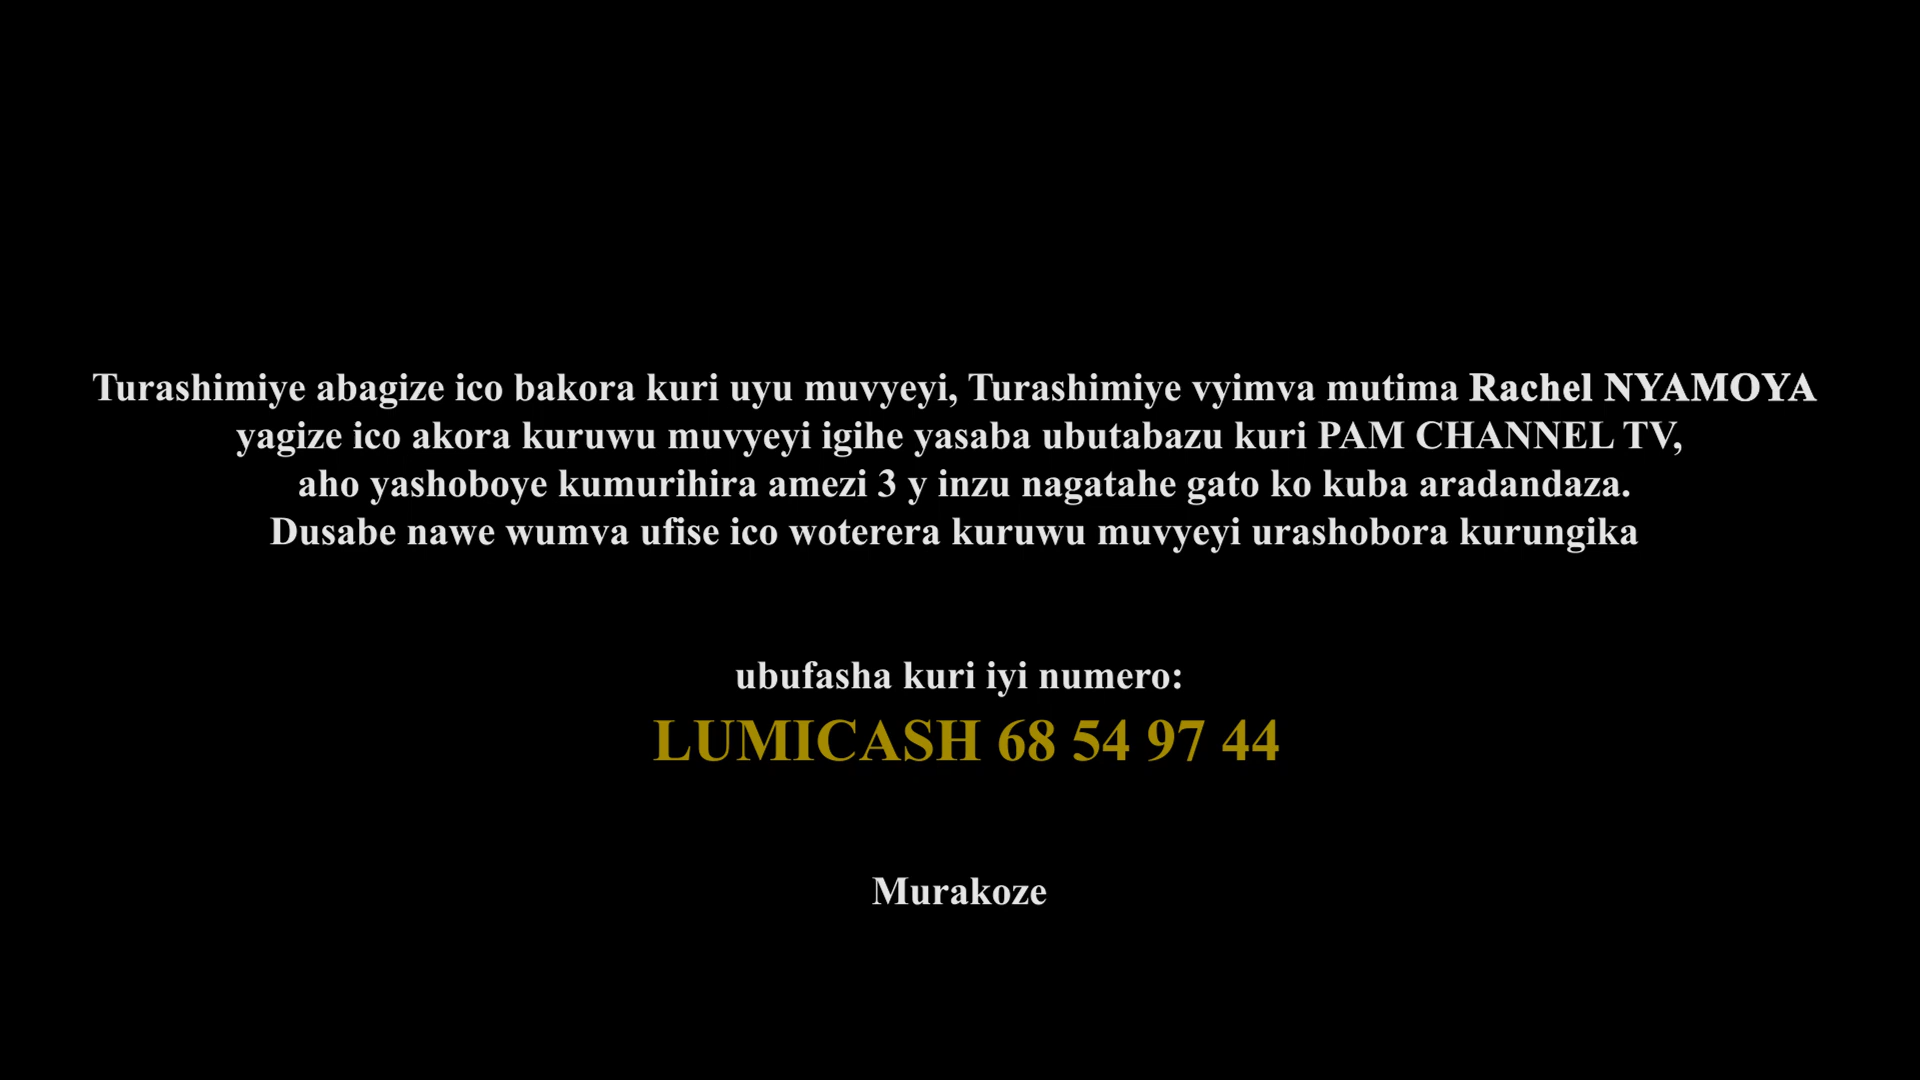 Turashimiye abagize ico bakora kuri uyu muvyeyi, Turashimiye vyimva mutima Rachel NYAMOYA
yagize ico akora kuruwu muvyeyi igihe yasaba ubutabazu kuri PAM CHANNEL TV,
aho yashoboye kumurihira amezi 3 y inzu nagatahe gato ko kuba aradandaza.
Dusabe nawe wumva ufise ico woterera kuruwu muvyeyi urashobora kurungika
ubufasha kuri iyi numero:
LUMICASH 68 54 97 44
Murakoze